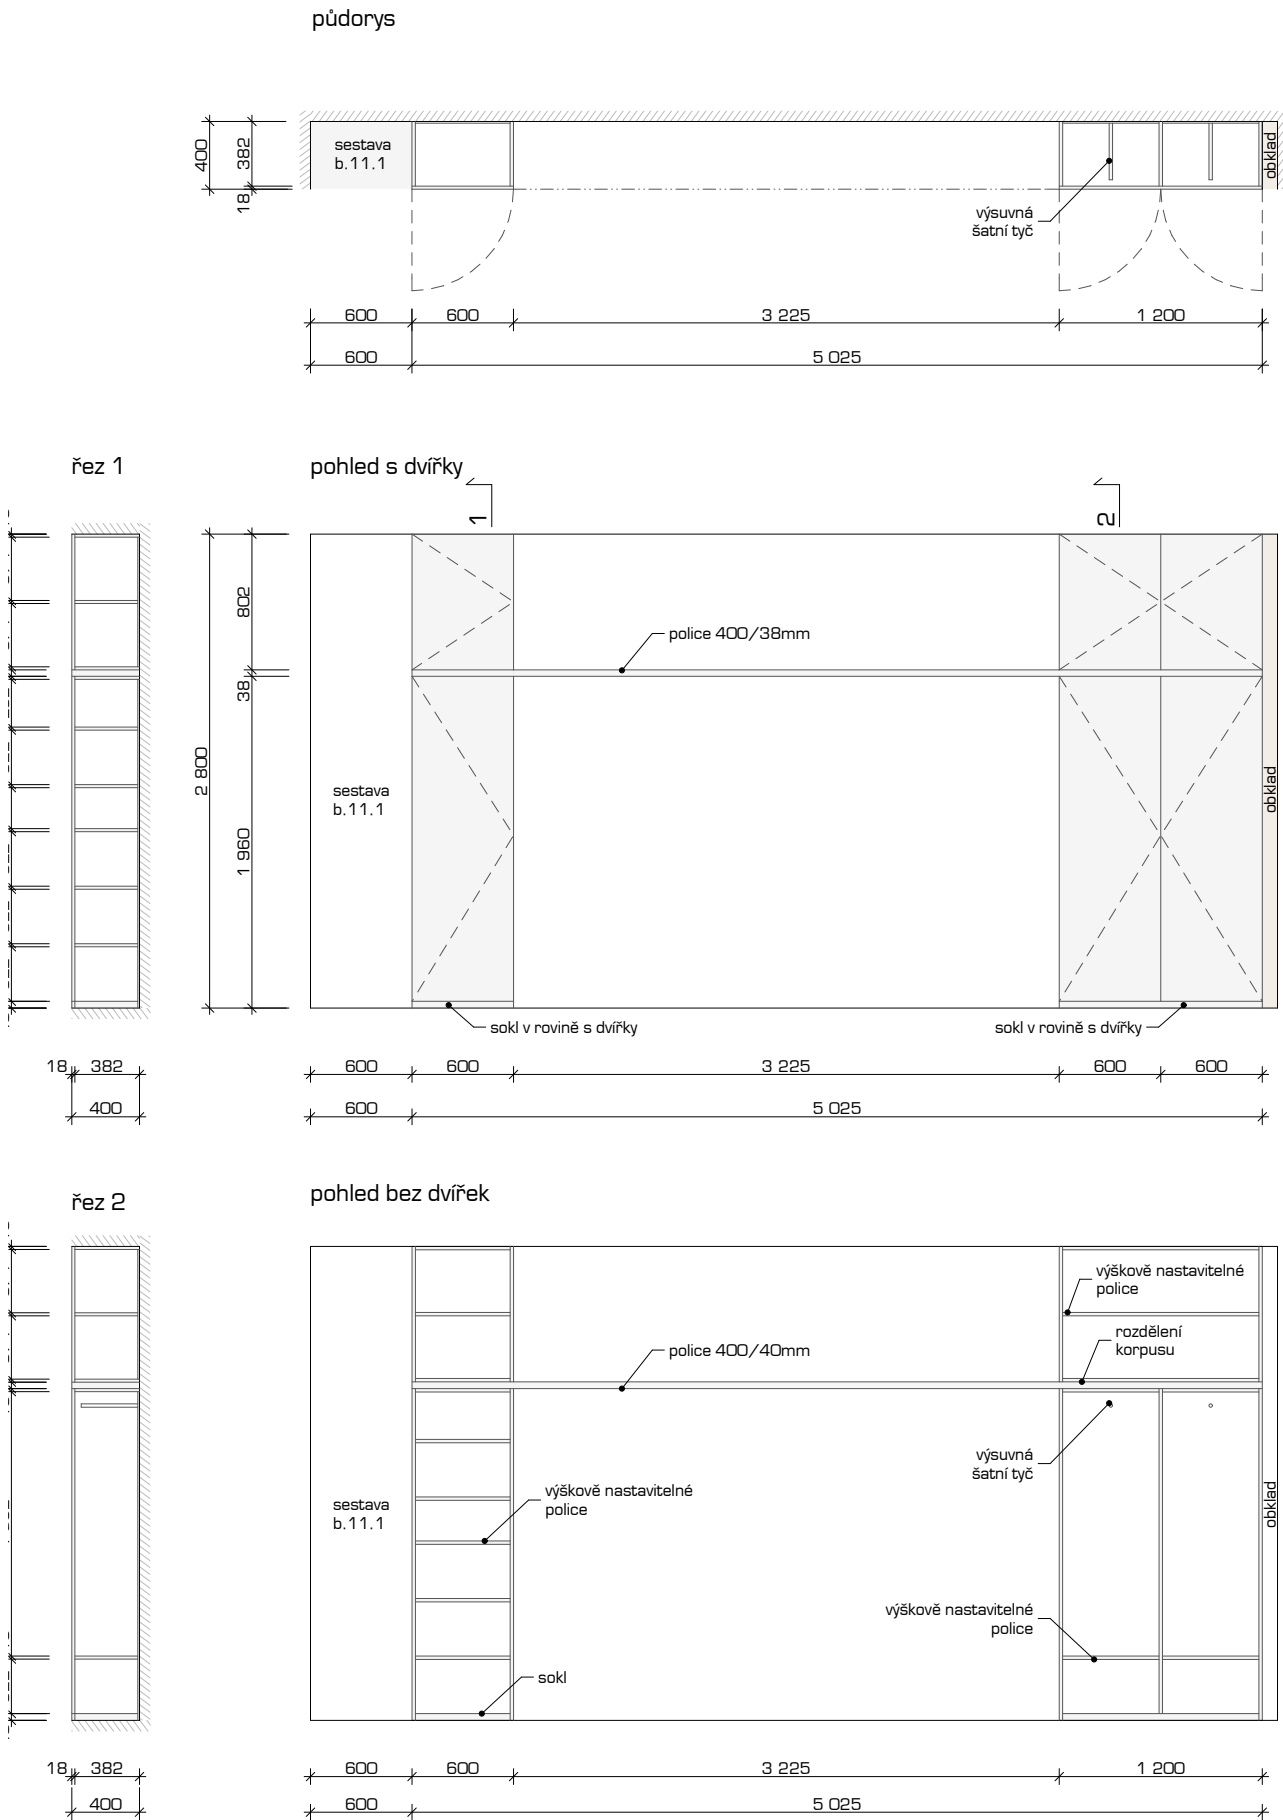 půdorys
sestava
b.11.1
obklad
400
382
18
výsuvná
šatní tyč
600
600
3 225
1 200
600
5 025
řez 1
pohled s dvířky
1
2
802
38
2 800
1 960
police 400/38mm
sestava
b.11.1
obklad
sokl v rovině s dvířky
sokl v rovině s dvířky
18
382
400
600
600
3 225
600
600
600
5 025
řez 2
pohled bez dvířek
výškově nastavitelné
police
rozdělení
korpusu
police 400/40mm
výsuvná
šatní tyč
sestava
b.11.1
výškově nastavitelné
police
obklad
výškově nastavitelné
police
sokl
18
382
400
600
600
3 225
1 200
600
5 025